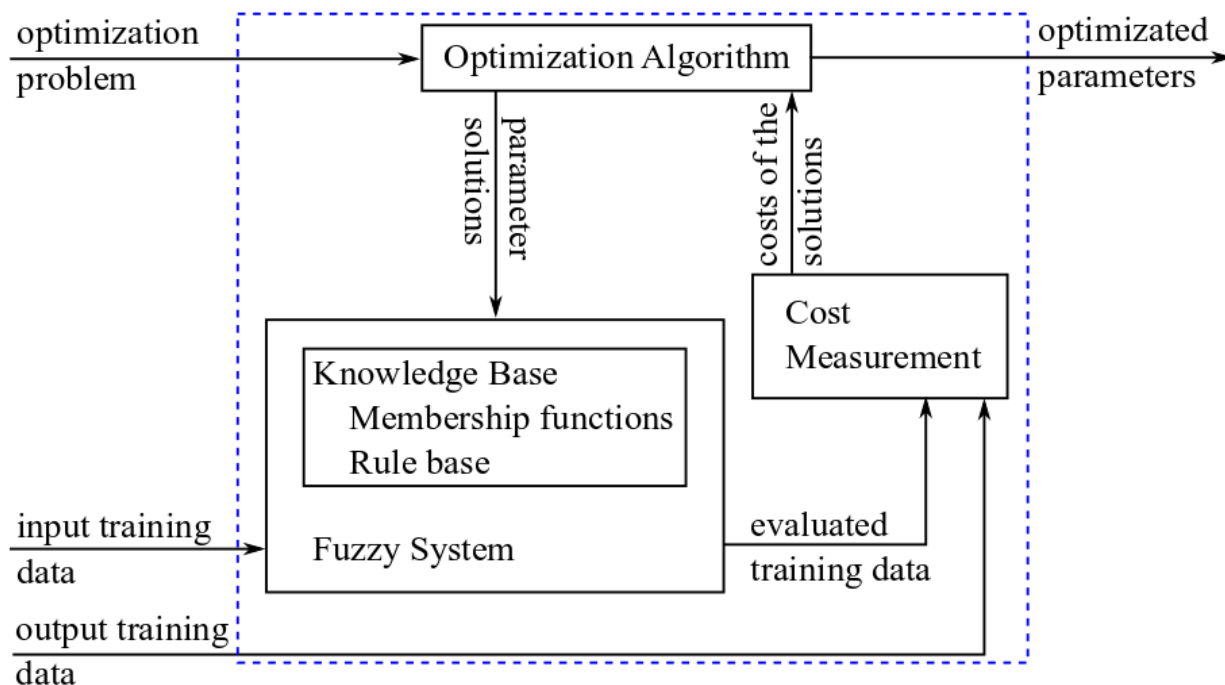 optimization
problem
Optimization Algorithm
optimizated
parameters
parameter
solutions
costs of the
solutions
Cost
Measurement
Knowledge Base
Membership functions
Rule base
Fuzzy System
input training
data
evaluated
training data
output training
data